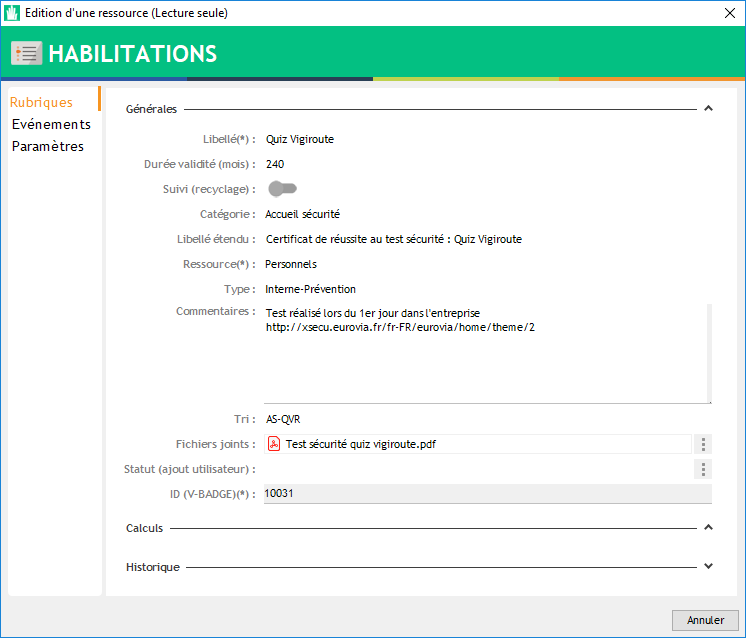 Edition d'une ressource (Lecture seule)
HABILITATIONS
Rubriques
Evénements
Paramètres
Générales
Libellé(*) : Quiz Vigiroute
Durée validité (mois) : 240
Suivi (recyclage) :
Catégorie : Accueil sécurité
Libellé étendu : Certificat de réussite au test sécurité : Quiz Vigiroute
Ressource(*) : Personnels
Type : Interne-Prévention
Commentaires : Test réalisé lors du 1er jour dans l'entreprise
http://xsecu.eurovia.fr/fr-FR/eurovia/home/theme/2
Tri : AS-QVR
Fichiers joints : Test sécurité quiz vigiroute.pdf
Statut (ajout utilisateur) :
ID (V-BADGE)(*) : 10031
Calculs
Historique
Annuler